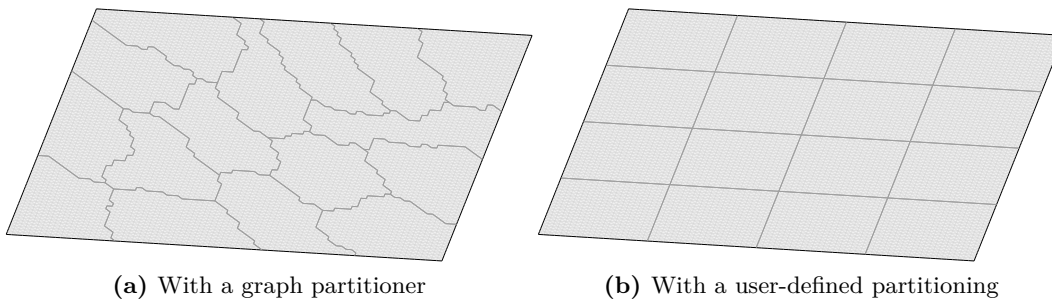 (a) With a graph partitioner
(b) With a user-defined partitioning